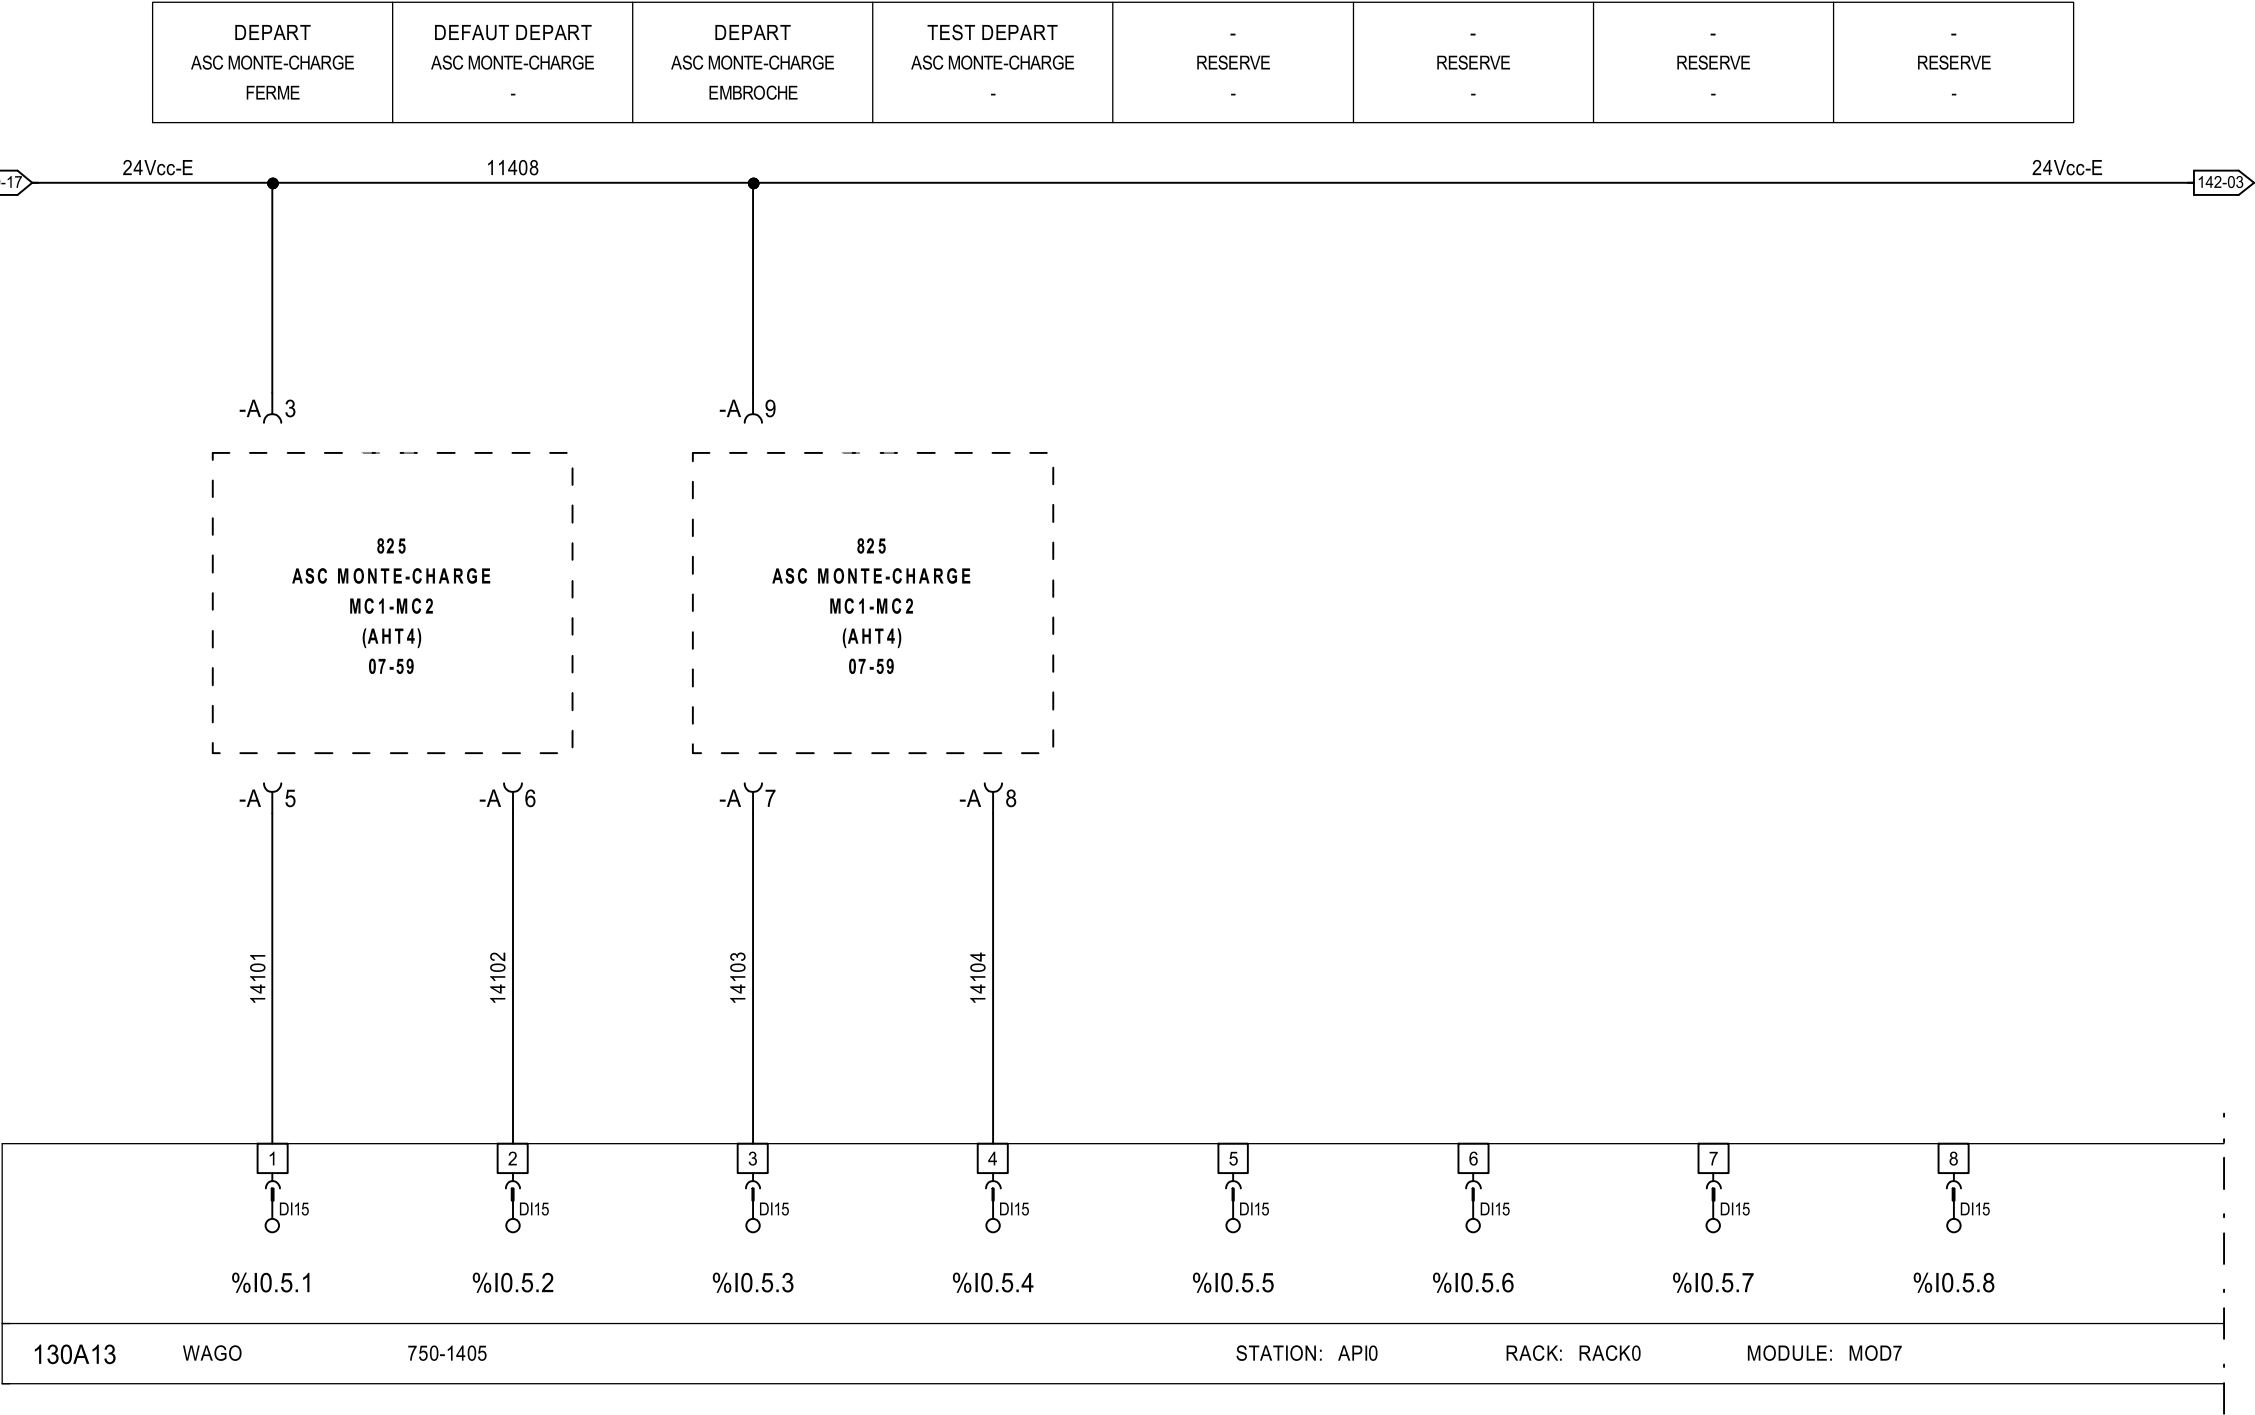 DEPART
ASC MONTE-CHARGE
FERME
DEFAUT DEPART
ASC MONTE-CHARGE
-
DEPART
ASC MONTE-CHARGE
EMBROCHE
TEST DEPART
ASC MONTE-CHARGE
-
-
RESERVE
-
-
RESERVE
-
-
RESERVE
-
-
RESERVE
-
-17
24Vcc-E
11408
24Vcc-E
142-03
-A 3
-A 9
825
ASC MONTE-CHARGE
MC1-MC2
(AHT4)
07-59
825
ASC MONTE-CHARGE
MC1-MC2
(AHT4)
07-59
-A 5
-A 6
-A 7
-A 8
14101
14102
14103
14104
1
2
3
4
5
6
7
8
DI15
DI15
DI15
DI15
DI15
DI15
DI15
DI15
%I0.5.1
%I0.5.2
%I0.5.3
%I0.5.4
%I0.5.5
%I0.5.6
%I0.5.7
%I0.5.8
130A13 WAGO 750-1405 STATION: API0 RACK: RACK0 MODULE: MOD7